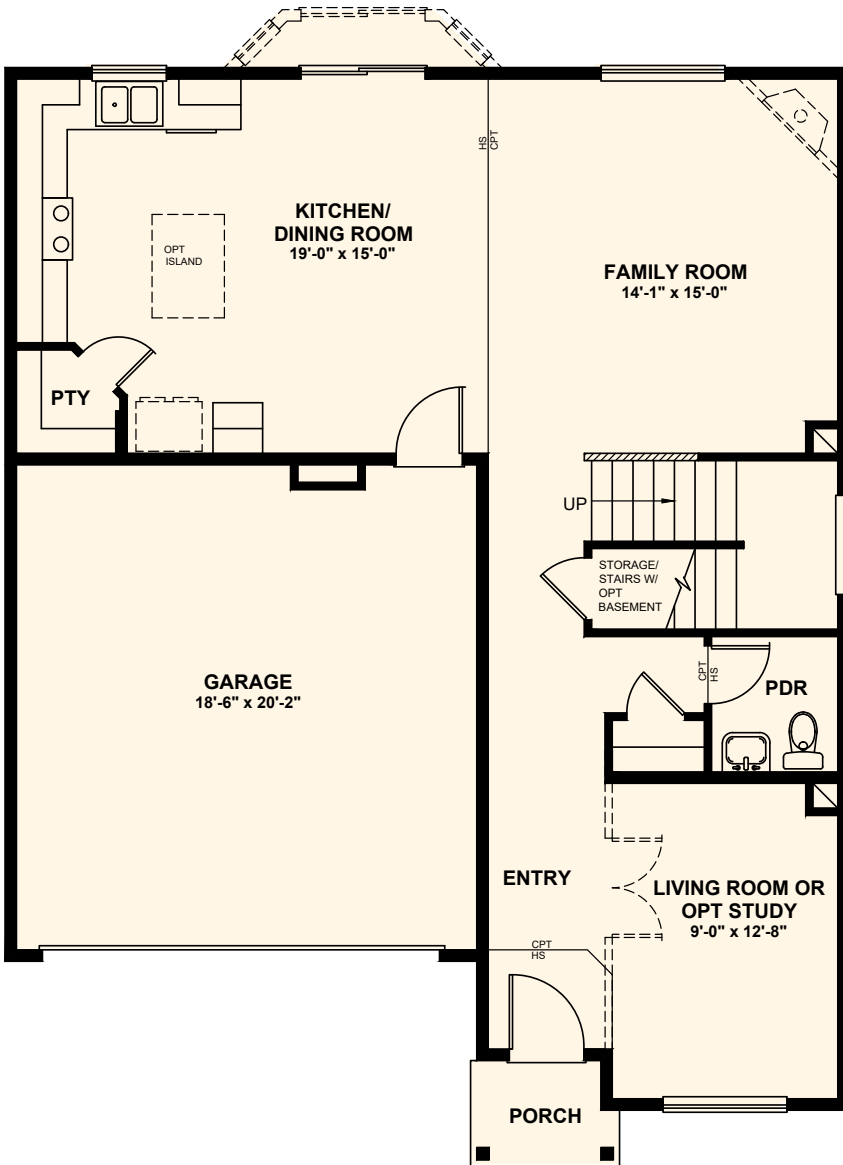 HS
CPT
KITCHEN/
DINING ROOM
19'-0" x 15'-0"
OPT
ISLAND
FAMILY ROOM
14'-1" x 15'-0"
PTY
UP
STORAGE/
STAIRS W/
OPT
BASEMENT
GARAGE
18'-6" x 20'-2"
CPT
HS
PDR
ENTRY
LIVING ROOM OR
OPT STUDY
9'-0" x 12'-8"
CPT
HS
PORCH